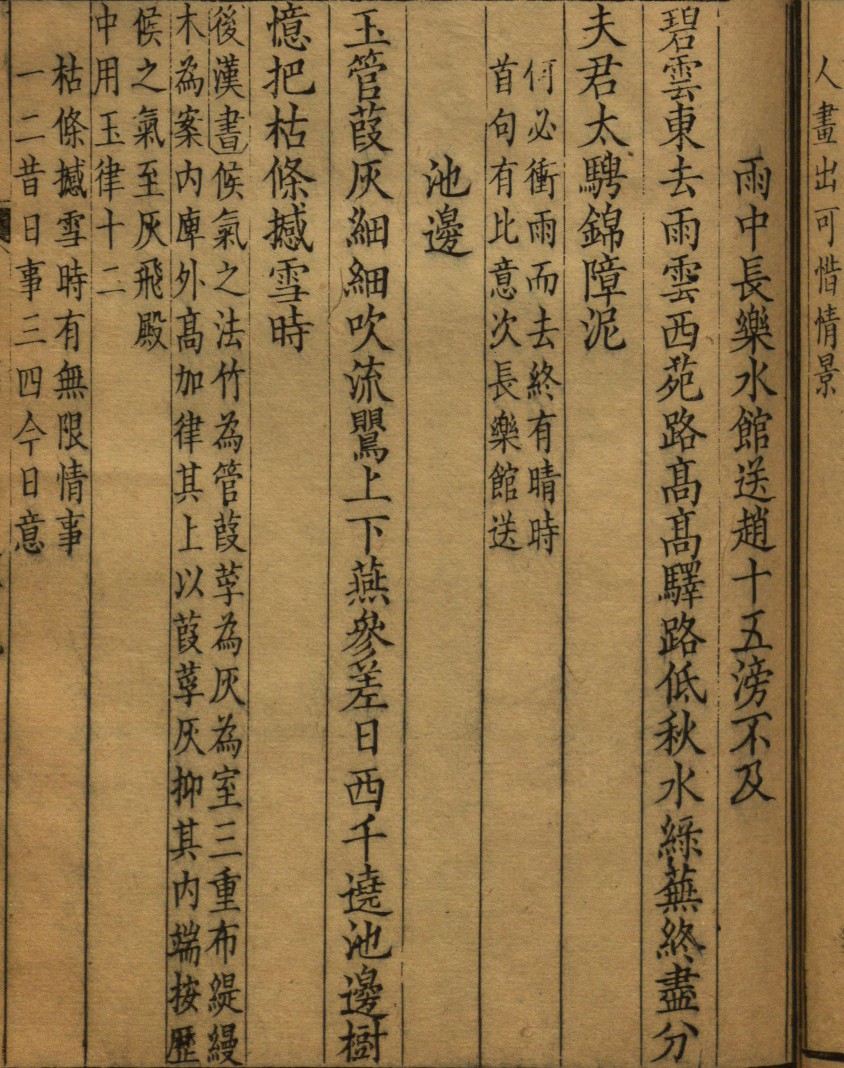 人畫出可惜情景
雨中長樂水館送趙十五滂不及
碧雲東去雨雲西苑路高高驛路低秋水綠蕪終盡分
夫君太騁錦障泥
何必衝雨而去終有晴時
首句有比意次長樂館送
池邊
玉管葭灰細細吹流鶯上下燕參差日西千遶池邊樹
憶把枯條撼雪時
後漢書候氣之法竹為管葭莩為灰為室三重布緹縵
木為案內庳外高加律其上以葭莩灰抑其內端按歷
候之氣至灰飛殿
中用玉律十二
枯條撼雪時有無限情事
一二昔日事三四今日意